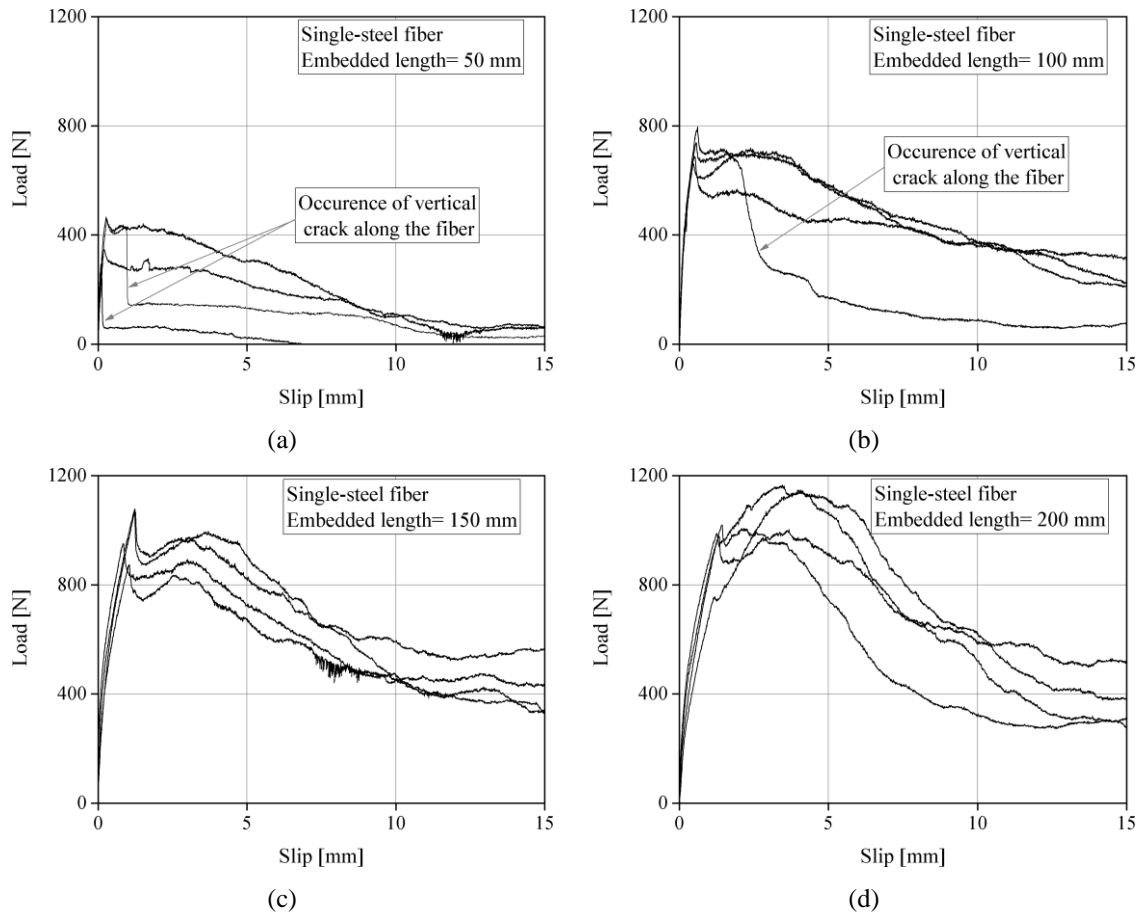 1200
Single-steel fiber
Embedded length= 50 mm
800
Load [N]
Occurence of vertical
crack along the fiber
400
0
0 5 10 15
Slip [mm]
(a)
1200
Single-steel fiber
Embedded length= 100 mm
800
Load [N]
Occurence of vertical
crack along the fiber
400
0
0 5 10 15
Slip [mm]
(b)
1200
Single-steel fiber
Embedded length= 150 mm
800
Load [N]
400
0
0 5 10 15
Slip [mm]
(c)
1200
Single-steel fiber
Embedded length= 200 mm
800
Load [N]
400
0
0 5 10 15
Slip [mm]
(d)